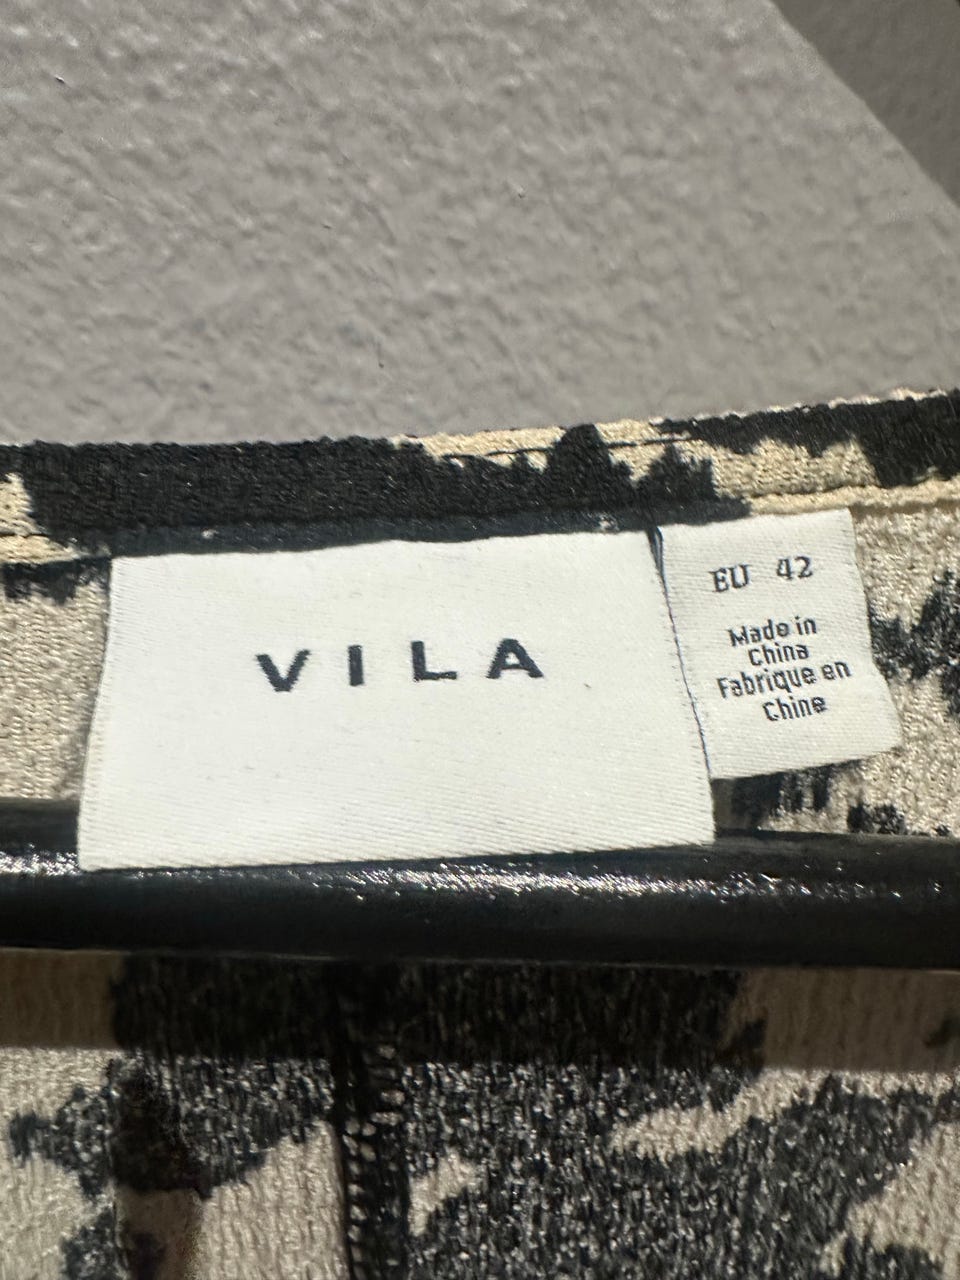 VILA
EU 42
Made in
China
Fabrique en
Chine